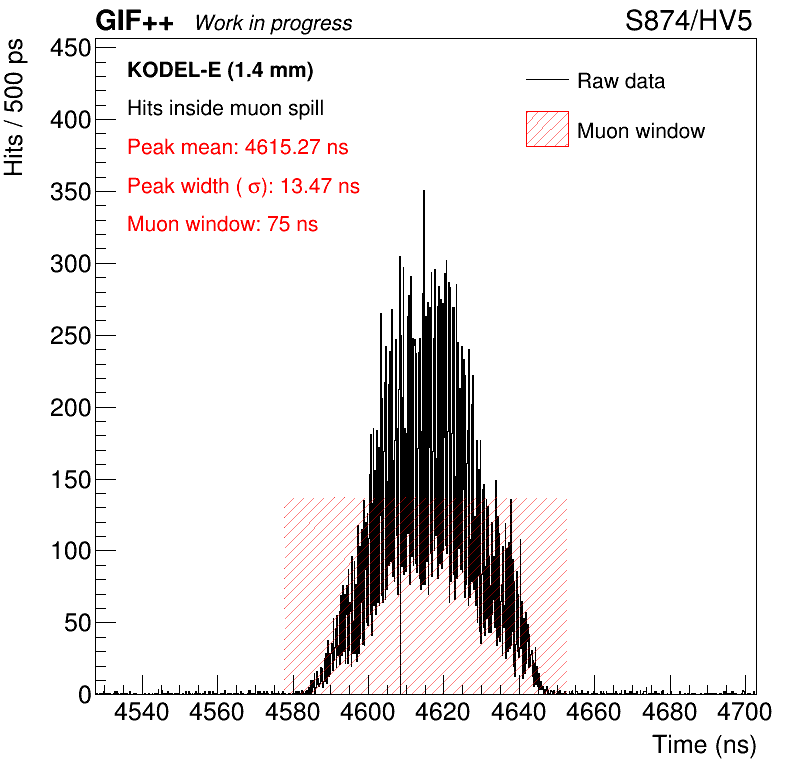 GIF++ Work in progress S874/HV5
Hits / 500 ps
450
400
350
300
250
200
150
100
50
0
KODEL-E (1.4 mm)
Hits inside muon spill
Peak mean: 4615.27 ns
Peak width ( σ): 13.47 ns
Muon window: 75 ns
Raw data
Muon window
4540 4560 4580 4600 4620 4640 4660 4680 4700
Time (ns)